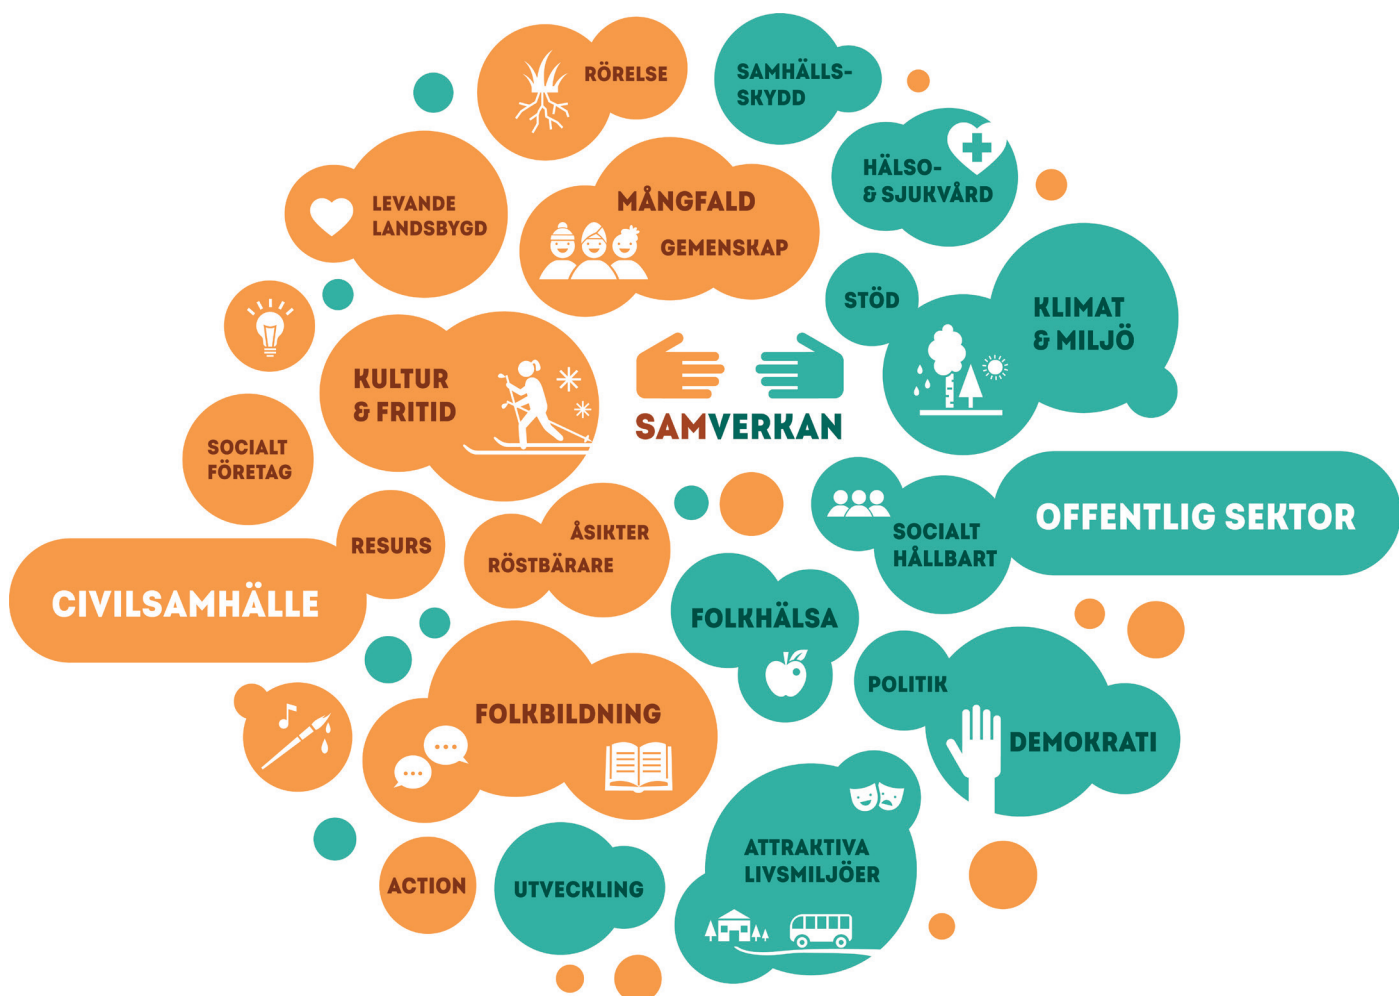 RÖRELSE
SAMHÄLLS-
SKYDD
HÄLSO-
& SJUKVÅRD
LEVANDE
LANDSBYGD
MÅNGFALD
GEMENSKAP
STÖD
KLIMAT
& MILJÖ
KULTUR
& FRITID
SAMVERKAN
SOCIALT
FÖRETAG
OFFENTLIG SEKTOR
RESURS
ÅSIKTER
RÖSTBÄRARE
SOCIALT
HÅLLBART
CIVILSAMHÄLLE
FOLKHÄLSA
POLITIK
FOLKBILDNING
DEMOKRATI
ATTRAKTIVA
LIVSMILJÖER
ACTION
UTVECKLING